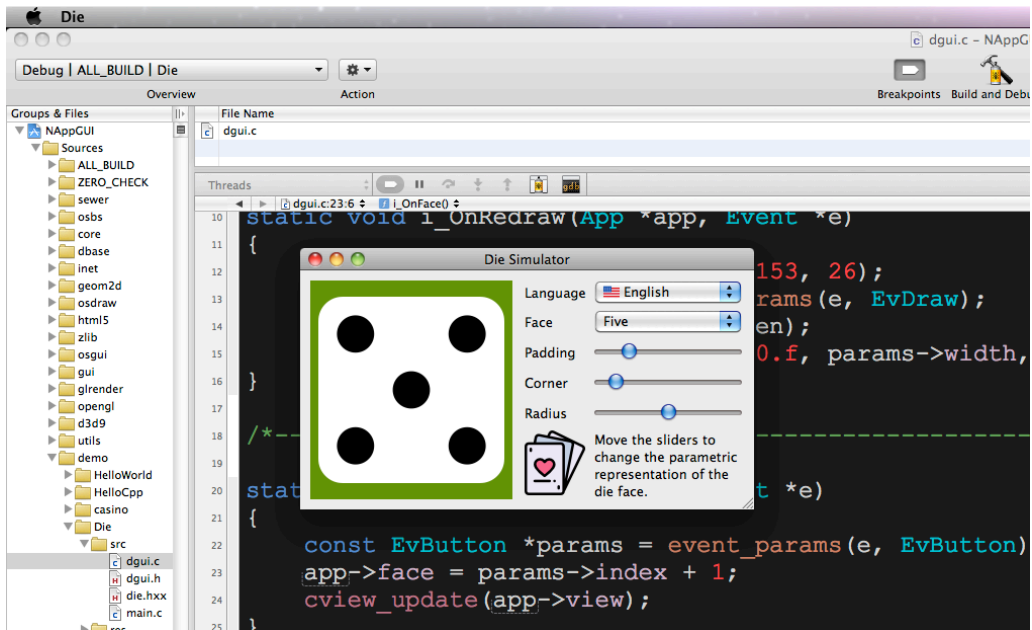 Die
dgui.c – NAppG
Debug | ALL_BUILD | Die
Overview
Action
Breakpoints
Build and Debu
Groups & Files
File Name
NAppGUI
dgui.c
Sources
ALL_BUILD
ZERO_CHECK
sewer
osbs
core
dbase
inet
geom2d
osdraw
html5
zlib
osgui
gui
glrender
opengl
d3d9
utils
demo
HelloWorld
HelloCpp
casino
Die
src
dgui.c
dgui.h
die.hxx
main.c
Threads
gdb
dgui.c:23:6
i_OnFace()
10 static void i_OnRedraw(App *app, Event *e)
11 {
12 153, 26);
13 rams(e, EvDraw);
14 en);
15 0.f, params->width,
16 }
17
18 /*--
19
20 stat t *e)
21 {
22 const EvButton *params = event_params(e, EvButton)
23 app->face = params->index + 1;
24 cview_update(app->view);
25 }
Die Simulator
Language
English
Face
Five
Padding
Corner
Radius
Move the sliders to
change the parametric
representation of the
die face.